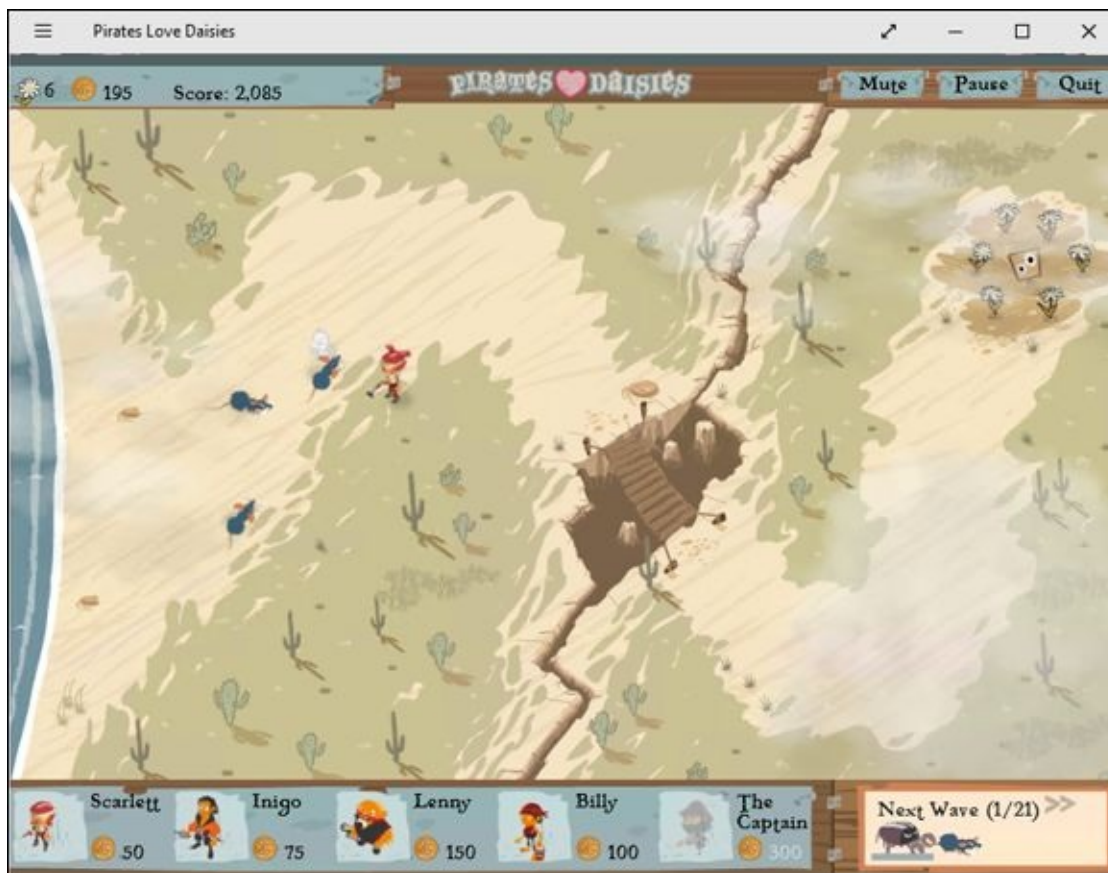 Pirates Love Daisies
6 195 Score: 2,085
PIRATES DAISIES
Mute Pause Quit
Scarlett
50
Inigo
75
Lenny
150
Billy
100
The
Captain
300
Next Wave (1/21)